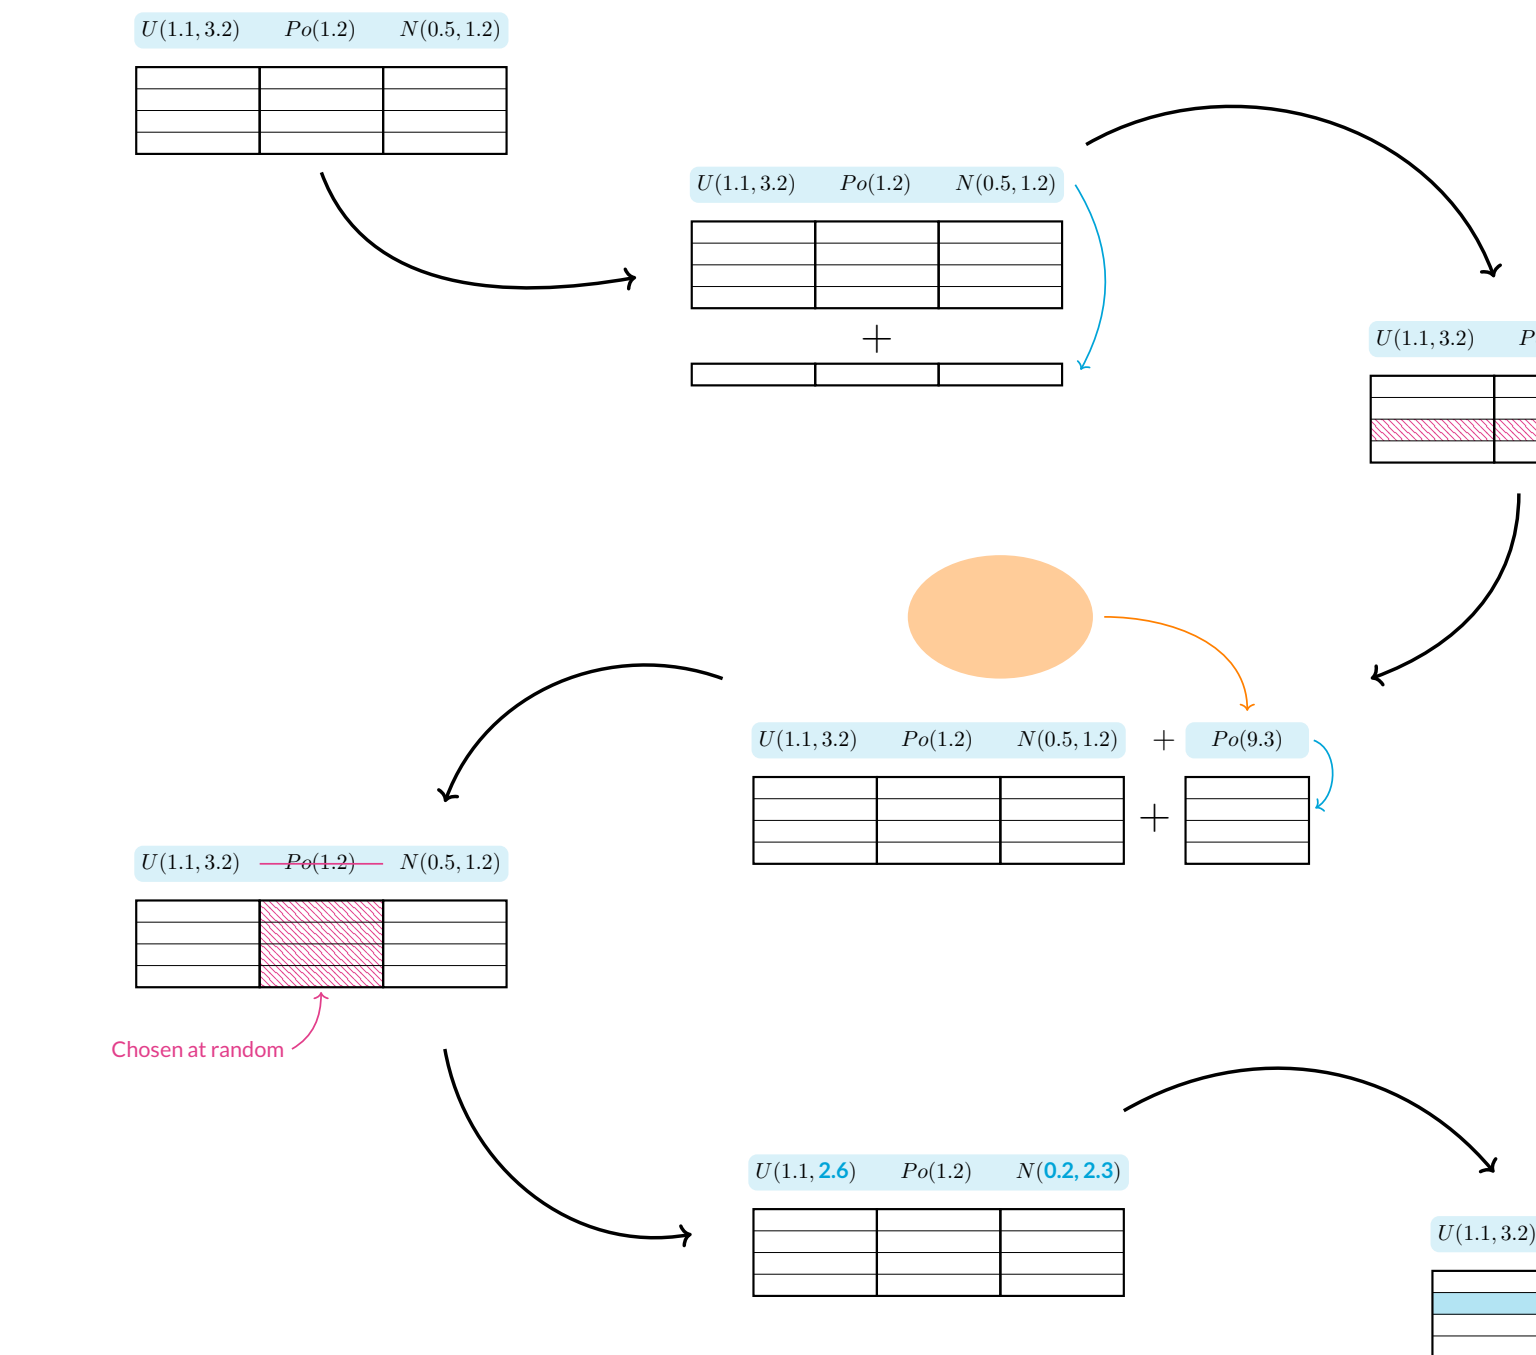 U(1.1, 3.2) Po(1.2) N(0.5, 1.2)
U(1.1, 3.2) Po(1.2) N(0.5, 1.2)
+
U(1.1, 3.2) P
U(1.1, 3.2) Po(1.2) N(0.5, 1.2) + Po(9.3)
+
U(1.1, 3.2) Po(1.2) N(0.5, 1.2)
Chosen at random
U(1.1, 2.6) Po(1.2) N(0.2, 2.3)
U(1.1, 3.2)